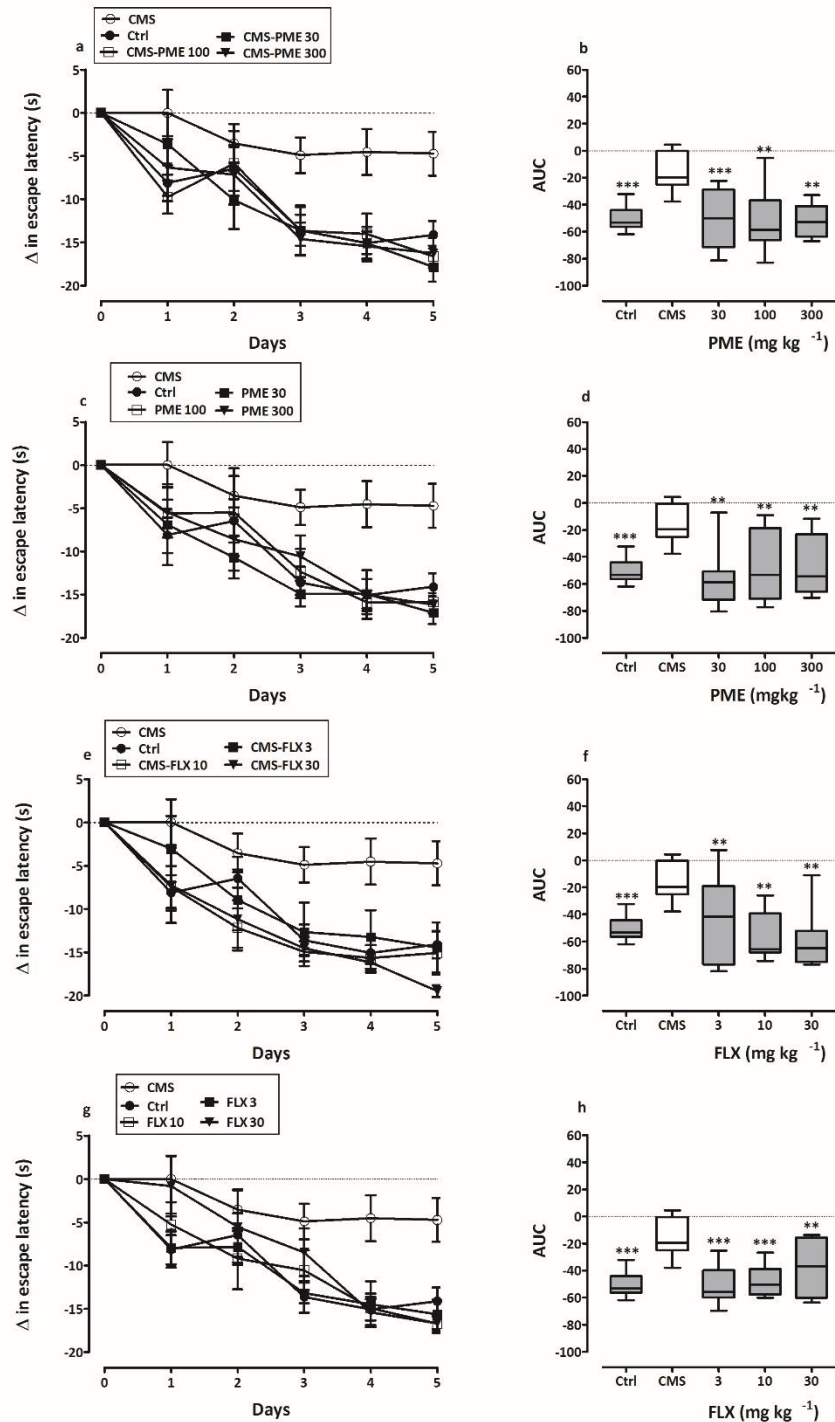 CMS
Ctrl CMS-PME 30
CMS-PME 100 CMS-PME 300
a
Δ in escape latency (s)
5
0
-5
-10
-15
-20
0 1 2 3 4 5
Days
b
AUC
60
40
20
0
-20
-40
-60
-80
-100
*** *** ** **
Ctrl CMS 30 100 300
PME (mg kg -1)
CMS
Ctrl PME 30
PME 100 PME 300
c
Δ in escape latency (s)
5
0
-5
-10
-15
-20
0 1 2 3 4 5
Days
d
AUC
60
40
20
0
-20
-40
-60
-80
-100
*** ** ** **
Ctrl CMS 30 100 300
PME (mgkg -1)
CMS
Ctrl CMS-FLX 3
CMS-FLX 10 CMS-FLX 30
e
Δ in escape latency (s)
5
0
-5
-10
-15
-20
0 1 2 3 4 5
Days
f
AUC
60
40
20
0
-20
-40
-60
-80
-100
*** ** ** **
Ctrl CMS 3 10 30
FLX (mg kg -1)
CMS
Ctrl FLX 3
FLX 10 FLX 30
g
Δ in escape latency (s)
5
0
-5
-10
-15
-20
0 1 2 3 4 5
Days
h
AUC
60
40
20
0
-20
-40
-60
-80
-100
*** *** *** **
Ctrl CMS 3 10 30
FLX (mg kg -1)